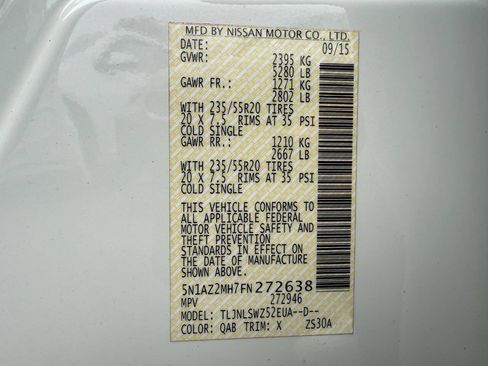 MFD BY NISSAN MOTOR CO., LTD.
DATE: 09/15
GVWR: 2395 KG
5280 LB
GAWR FR.: 1271 KG
2802 LB
WITH 235/55R20 TIRES
20 X 7.5 RIMS AT 35 PSI
COLD SINGLE
GAWR RR.: 1210 KG
2667 LB
WITH 235/55R20 TIRES
20 X 7.5 RIMS AT 35 PSI
COLD SINGLE
THIS VEHICLE CONFORMS TO
ALL APPLICABLE FEDERAL
MOTOR VEHICLE SAFETY AND
THEFT PREVENTION
STANDARDS IN EFFECT ON
THE DATE OF MANUFACTURE
SHOWN ABOVE.
5N1AZ2MH7FN272638
MPV 272946
MODEL: TLJNLSWZ52EUA--D--
COLOR: QAB TRIM: X ZS30A